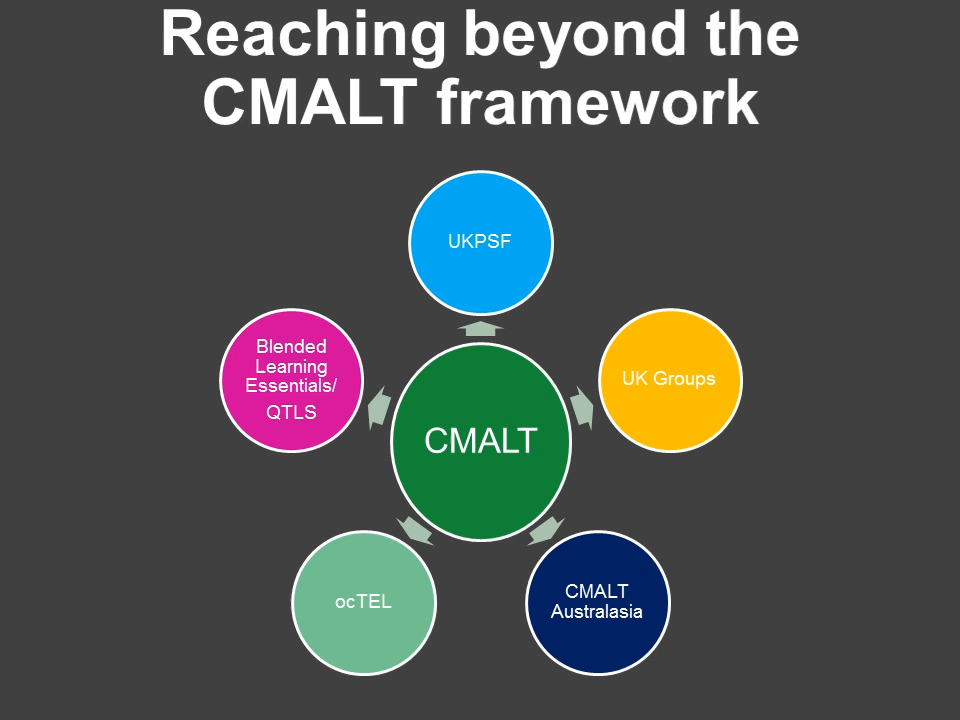 Reaching beyond the
CMALT framework
UKPSF
Blended
Learning
Essentials/
QTLS
UK Groups
CMALT
ocTEL
CMALT
Australasia